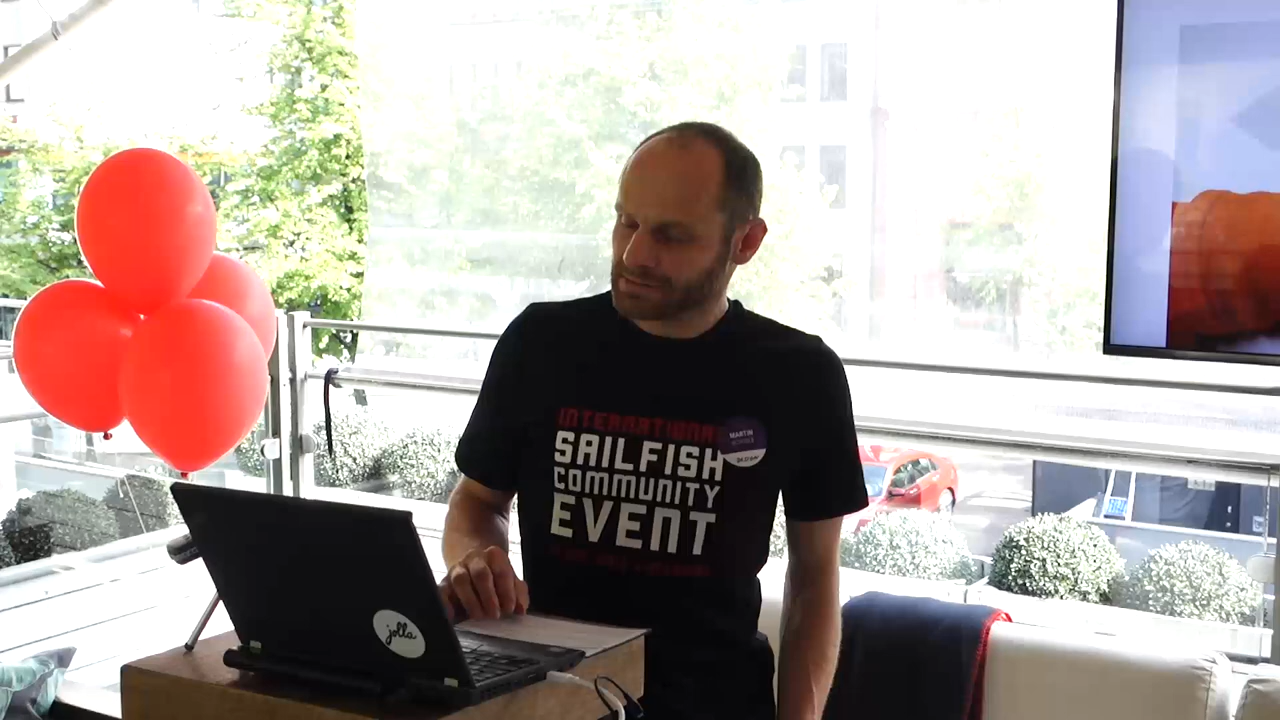 INTERNATIONAL
SAILFISH
COMMUNITY
EVENT
MARTIN
jolla